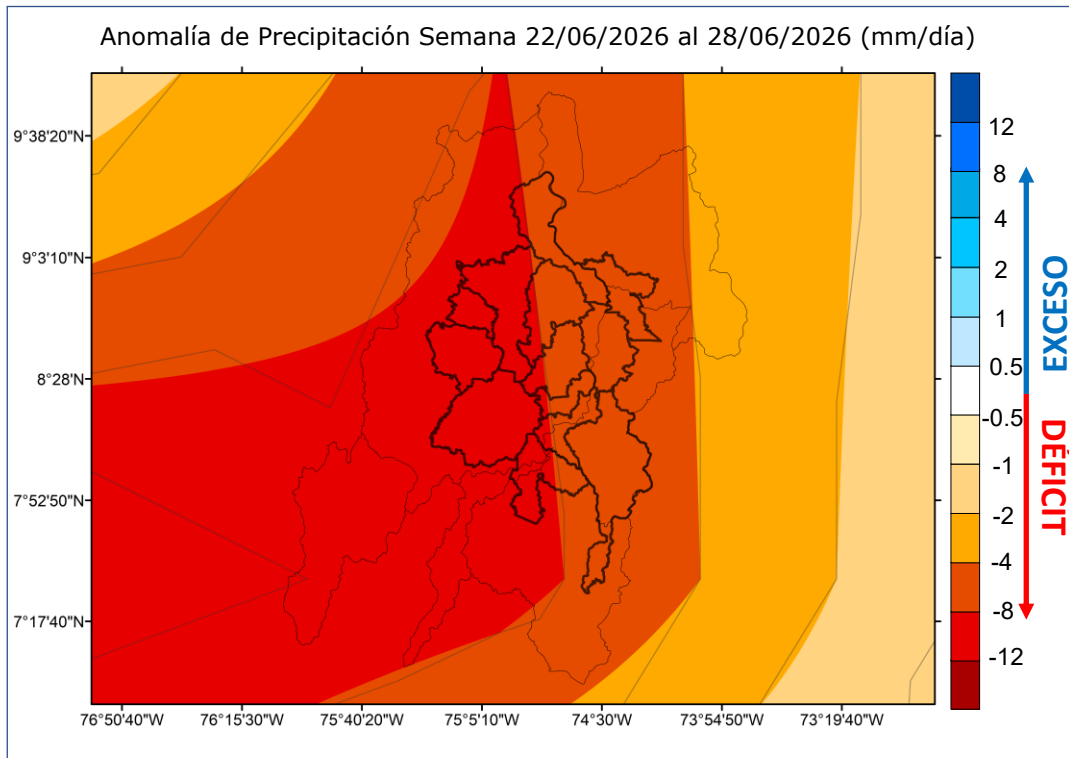 Anomalía de Precipitación Semana 22/06/2026 al 28/06/2026 (mm/día)
9°38'20"N
9°3'10"N
8°28'N
7°52'50"N
7°17'40"N
76°50'40"W
76°15'30"W
75°40'20"W
75°5'10"W
74°30'W
73°54'50"W
73°19'40"W
12
8
4
2
1
0.5
-0.5
-1
-2
-4
-8
-12
EXCESO
DÉFICIT